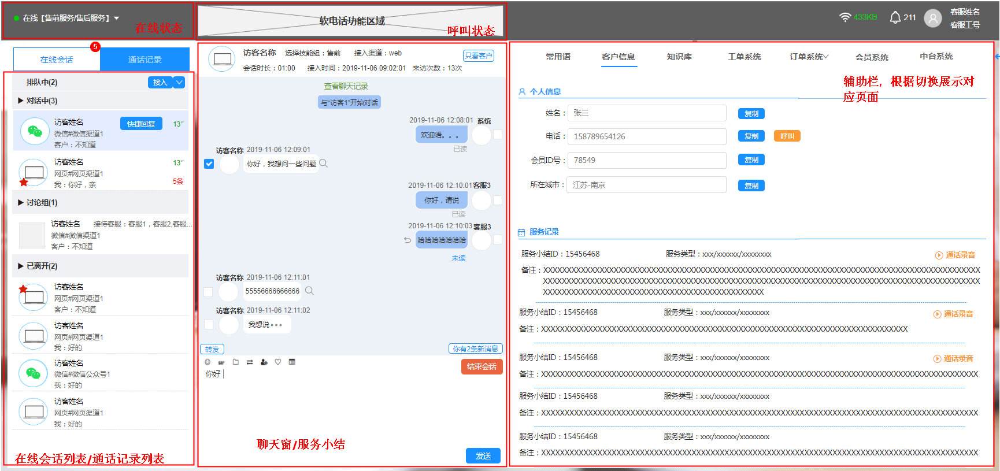 在线【售前服务/售后服务】
在线状态
软电话功能区域
呼叫状态
433KB
211
客服姓名
客服工号
在线会话
5
通话记录
排队中(2)
接入
对话中(3)
访客姓名
快捷回复
13''
微信#微信渠道1
客户：不知道
访客姓名
13''
网页#网页渠道1
5条
我：你好，亲
讨论组(1)
访客姓名 接待客服：客服1，客服2,客服...
微信#微信渠道1
客户：不知道
已离开(2)
访客姓名
网页#网页渠道1
客户：不知道
访客姓名
网页#网页渠道1
我：好的
访客姓名
微信#微信公众号1
我：好的
访客姓名
网页#网页渠道1
我：好的
在线会话列表/通话记录列表
访客名称 选择技能组：售前 接入渠道：web
只看客户
会话时长：01:00 接入时间：2019-11-06 09:02:01 来访次数：13次
查看聊天记录
与“访客1”开始对话
2019-11-06 12:08:01 系统
欢迎语。。。
已读
访客名称 2019-11-06 12:09:01
你好，我想问一些问题
2019-11-06 12:10:01 客服3
你好，请说
已读
2019-11-06 12:10:03 客服3
哈哈哈哈哈哈哈
未读
访客名称 2019-11-06 12:11:01
55556666666666
访客名称 2019-11-06 12:11:02
我想说•••
转发
你有2条新消息
GIF
结束会话
你好
聊天窗/服务小结
发送
常用语 客户信息 知识库 工单系统 订单系统 会员系统 中台系统
辅助栏，根据切换展示对
应页面
个人信息
姓名： 张三 复制
电话： 158789654126 复制 呼叫
会员ID号： 78549 复制
所在城市： 江苏-南京 复制
服务记录
服务小结ID：15456468 服务类型：xxx/xxxxxx/xxxxxxxx 通话录音
备注：XXXXXXXXXXXXXXXXXXXXXXXXXXXXXXXXXXXXXXXXXXXXXXXXXXXXXXXXXXXXXXXXXXXXXXXXXXXXXXXXXXXXXX
XXXXXXXXXXXXXXXXXXXXXXXXXXXXXXXXXXXXXXXXXXXXXXXXXXXXXXXXXXXXXXXXXXXXXXXXXXXXXXXXXXXXXX
XXXXXXXXXXXXXXXXXXXXXXXXXXXXXXXXXXXXXXXXX
服务小结ID：15456468 服务类型：xxx/xxxxxx/xxxxxxxx 通话录音
备注：XXXXXXXXXXXXXXXXXXXXXXXXXXXXXXXXXXXXXXXXXXXXXXXXXXXXXXXXXXXXXXXXXXXX
服务小结ID：15456468 服务类型：xxx/xxxxxx/xxxxxxxx 通话录音
备注：XXXXXXXXXXXXXXXXXXXXXXXXXXXXXXXXXXXXXXXXXXXXXXXXXXXXXXXXXXXXXXXXXXXXXXXXXXXXXXXXXX
服务小结ID：15456468 服务类型：xxx/xxxxxx/xxxxxxxx
备注：XXXXXXXXXXXXXXXXXXXXXXXXXXXXXXXXXXXXXXXXXXXXXXXXXXXXXXXXXXXXXXXXXXXXXXXXXXXXXXXXXX
服务小结ID：15456468 服务类型：xxx/xxxxxx/xxxxxxxx
备注：XXXXXXXXXXXXXXXXXXXXXXXXXXXXXXXXXXXXXXXXXXXXXXXXXXXXXXXXXXXXXXXXXXXXXXXXXXXXXXXXXX